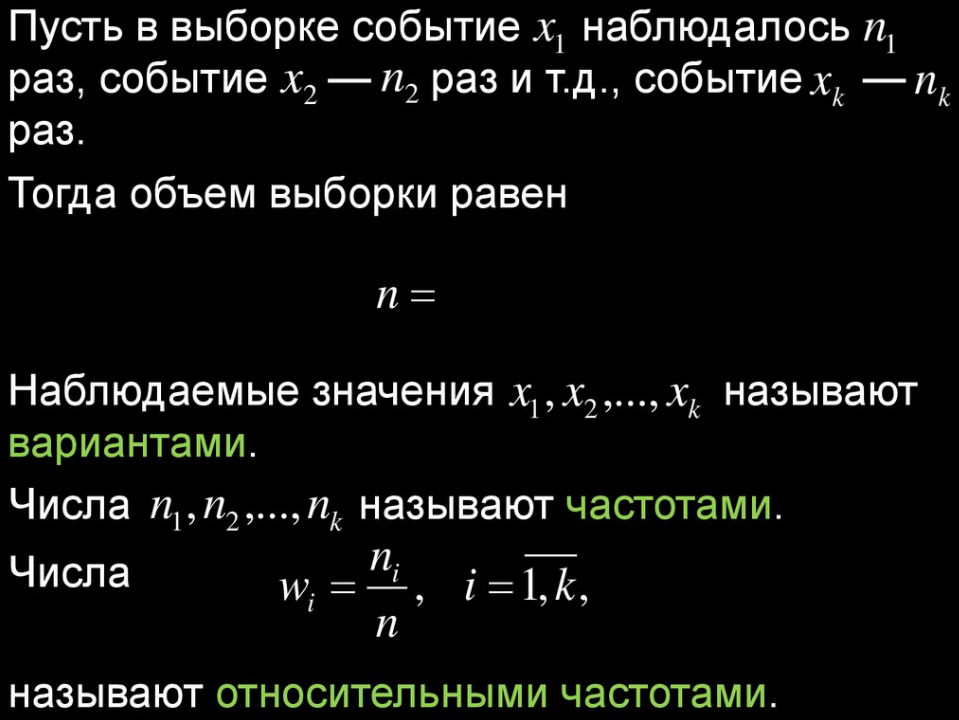 Пусть в выборке событие x₁ наблюдалось n₁
раз, событие x₂ — n₂ раз и т.д., событие xₖ — nₖ
раз.
Тогда объем выборки равен
n =
Наблюдаемые значения x₁, x₂,..., xₖ называют
вариантами.
Числа n₁, n₂,..., nₖ называют частотами.
Числа wᵢ = nᵢ/n, i = 1, k,
называют относительными частотами.